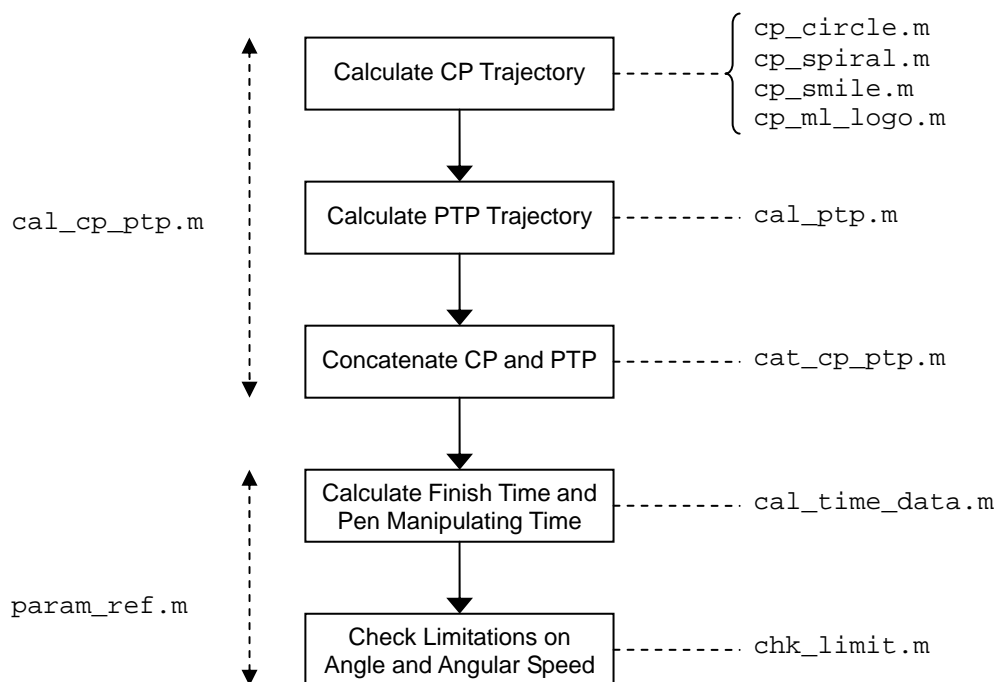 cp_circle.m
cp_spiral.m
cp_smile.m
cp_ml_logo.m
Calculate CP Trajectory
cal_cp_ptp.m
Calculate PTP Trajectory
cal_ptp.m
Concatenate CP and PTP
cat_cp_ptp.m
Calculate Finish Time and
Pen Manipulating Time
cal_time_data.m
param_ref.m
Check Limitations on
Angle and Angular Speed
chk_limit.m